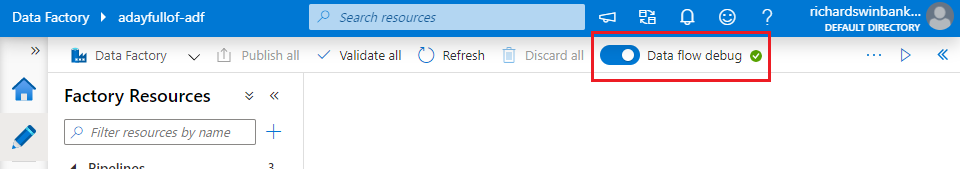 Data Factory ▸ adayfullof-adf
Search resources
richardswinbank...
DEFAULT DIRECTORY
Data Factory
Publish all
Validate all
Refresh
Discard all
Data flow debug
Factory Resources
Filter resources by name
Pipelines 3